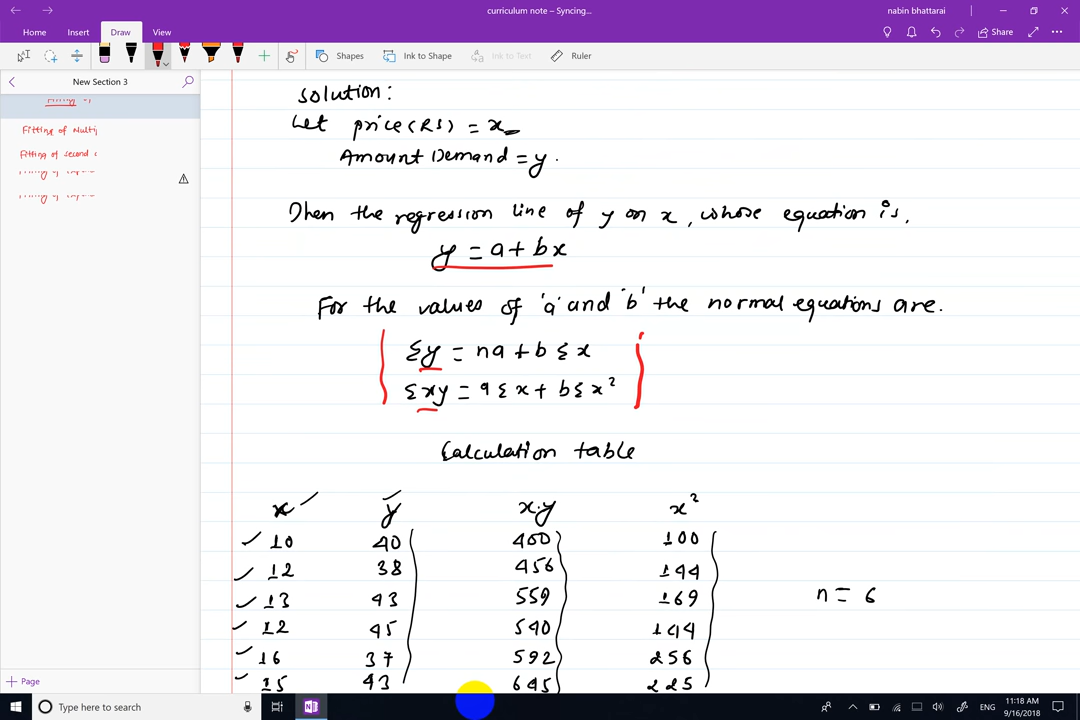 curriculum note – Syncing...
nabin bhattarai
Home Insert Draw View
Share
Shapes
Ink to Shape
Ink to Text
Ruler
New Section 3
Fitting of Multip
Fitting of second
Solution:
Let price(RS) = x
Amount Demand = y.
Then the regression line of y on x, whose equation is,
y = a + bx
For the values of 'a' and 'b' the normal equations are.
Σy = na + bΣx
Σxy = aΣx + bΣx²
Calculation table
x y x.y x²
10 40 400 100
12 38 456 144
13 43 559 169
n = 6
12 45 540 144
16 37 592 256
15 43 645 225
+ Page
Type here to search
ENG
11:18 AM
9/16/2018